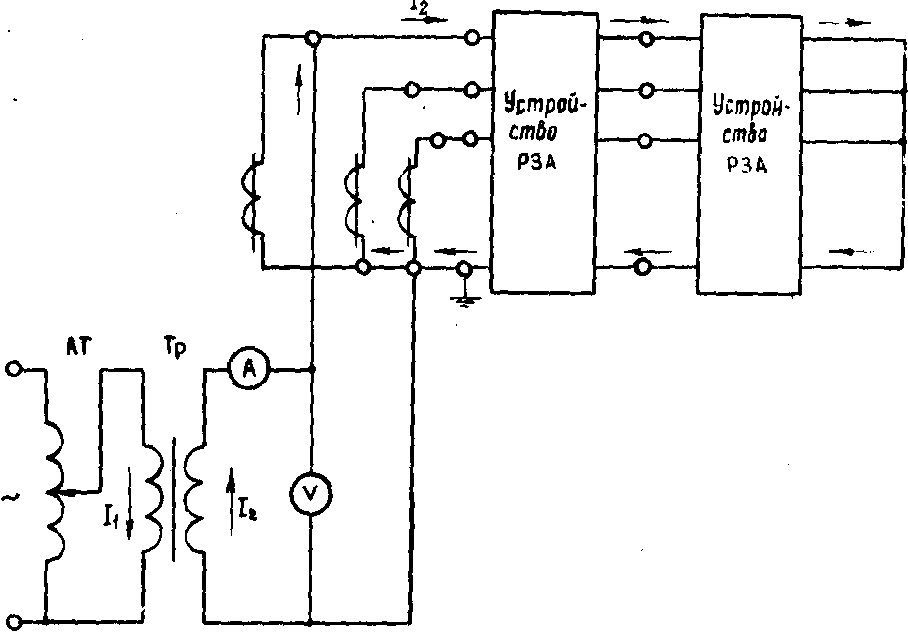 I₂
Устрой-
ство
РЗА
Устрой-
ство
РЗА
АТ
Тр
А
V
~
I₁
I₂